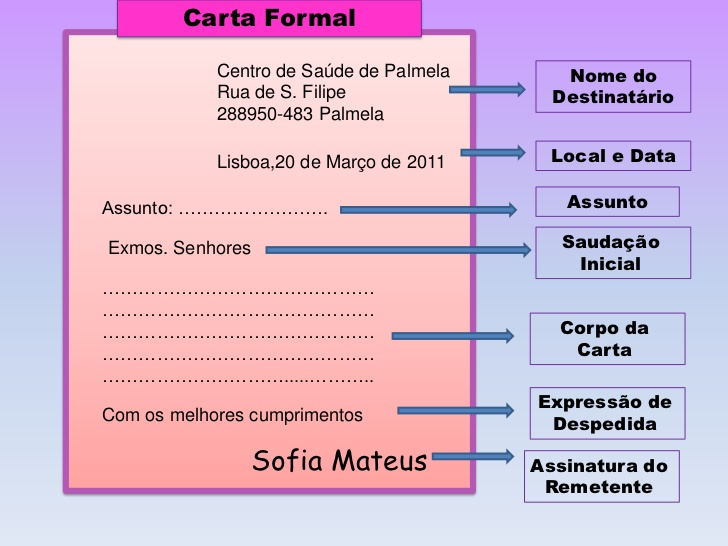 Carta Formal
Centro de Saúde de Palmela
Rua de S. Filipe
288950-483 Palmela
Nome do
Destinatário
Lisboa,20 de Março de 2011
Local e Data
Assunto: …………………….
Assunto
Exmos. Senhores
Saudação
Inicial
………………………………………
………………………………………
………………………………………
………………………………………
………………………….....………..
Corpo da
Carta
Com os melhores cumprimentos
Expressão de
Despedida
Sofia Mateus
Assinatura do
Remetente